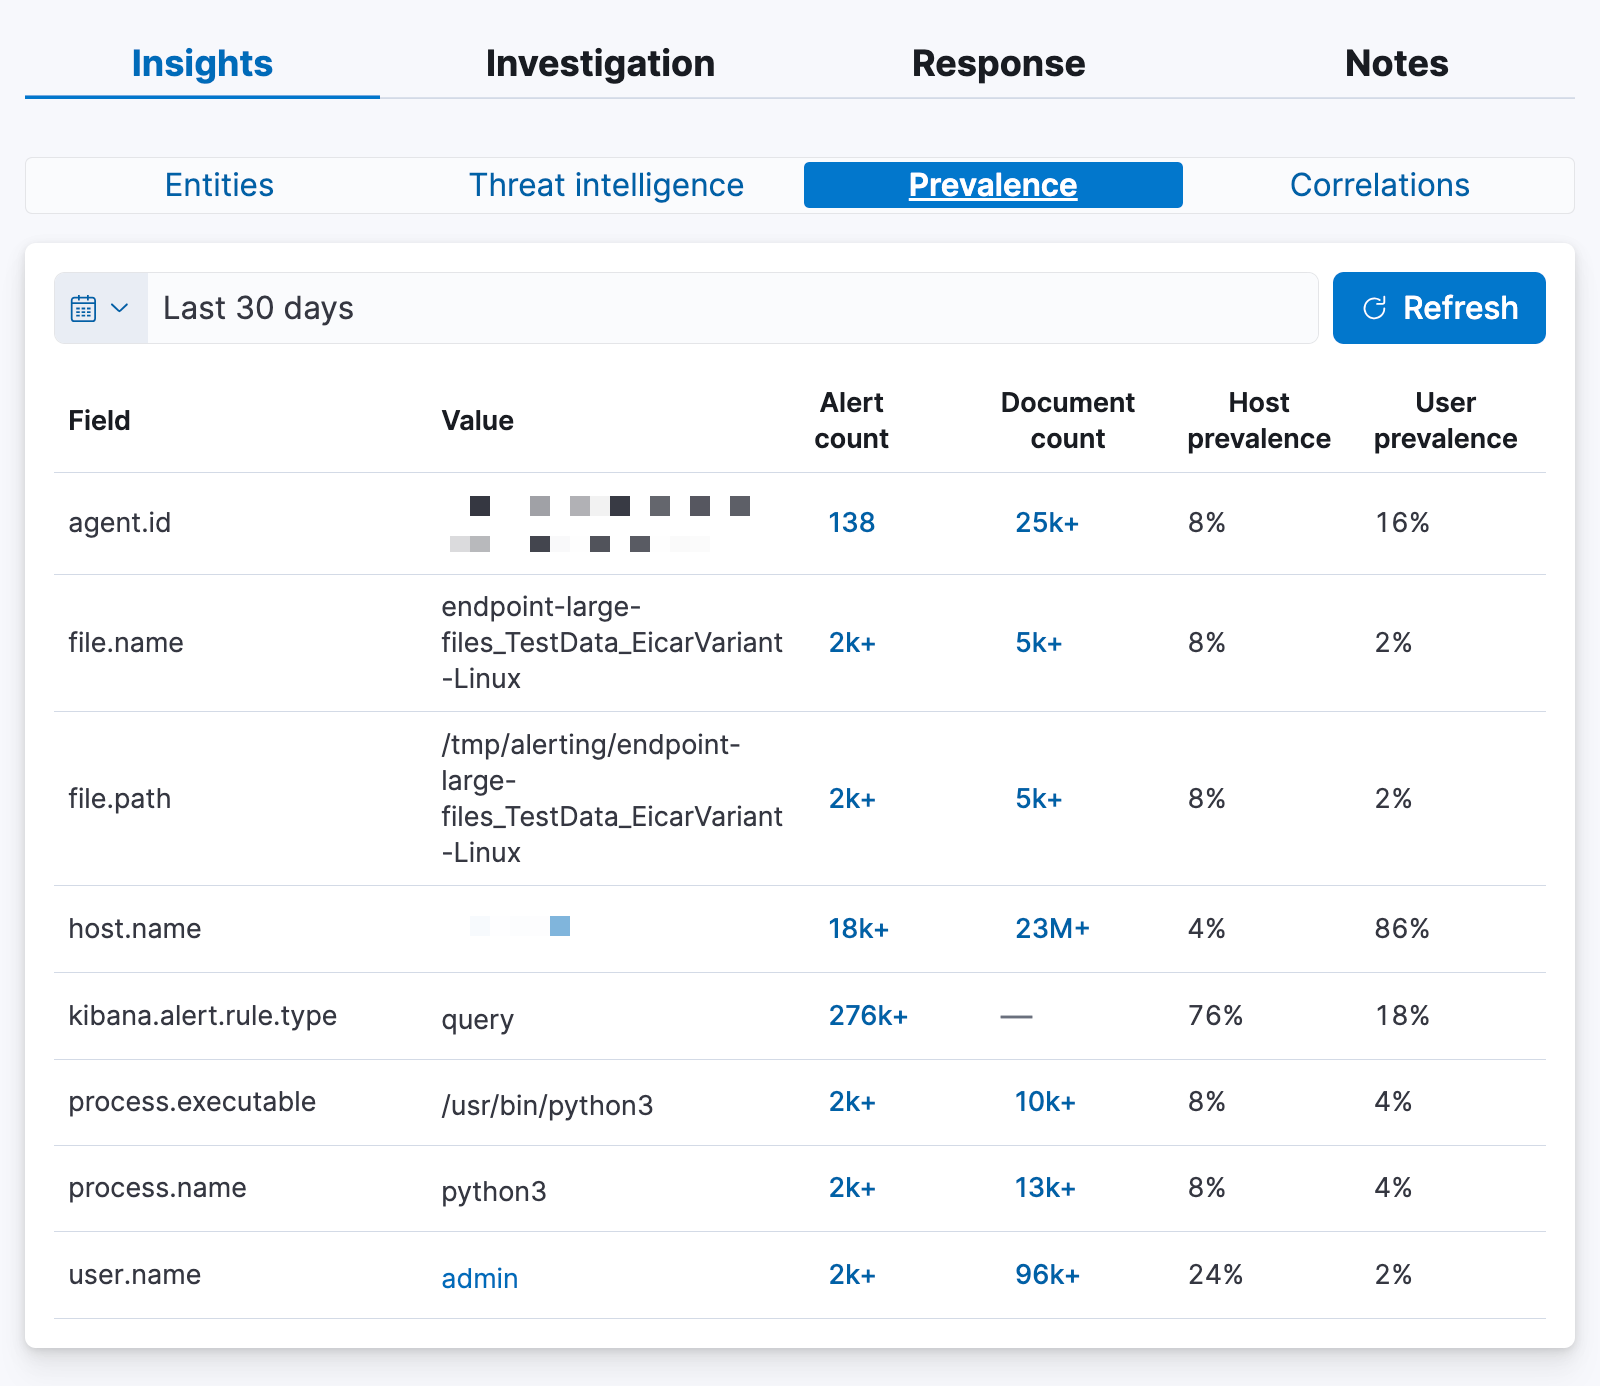 Insights Investigation Response Notes
Entities Threat intelligence Prevalence Correlations
Last 30 days Refresh
Field Value Alert count Document count Host prevalence User prevalence
agent.id 138 25k+ 8% 16%
file.name endpoint-large-
files_TestData_EicarVariant
-Linux 2k+ 5k+ 8% 2%
file.path /tmp/alerting/endpoint-
large-
files_TestData_EicarVariant
-Linux 2k+ 5k+ 8% 2%
host.name 18k+ 23M+ 4% 86%
kibana.alert.rule.type query 276k+ — 76% 18%
process.executable /usr/bin/python3 2k+ 10k+ 8% 4%
process.name python3 2k+ 13k+ 8% 4%
user.name admin 2k+ 96k+ 24% 2%